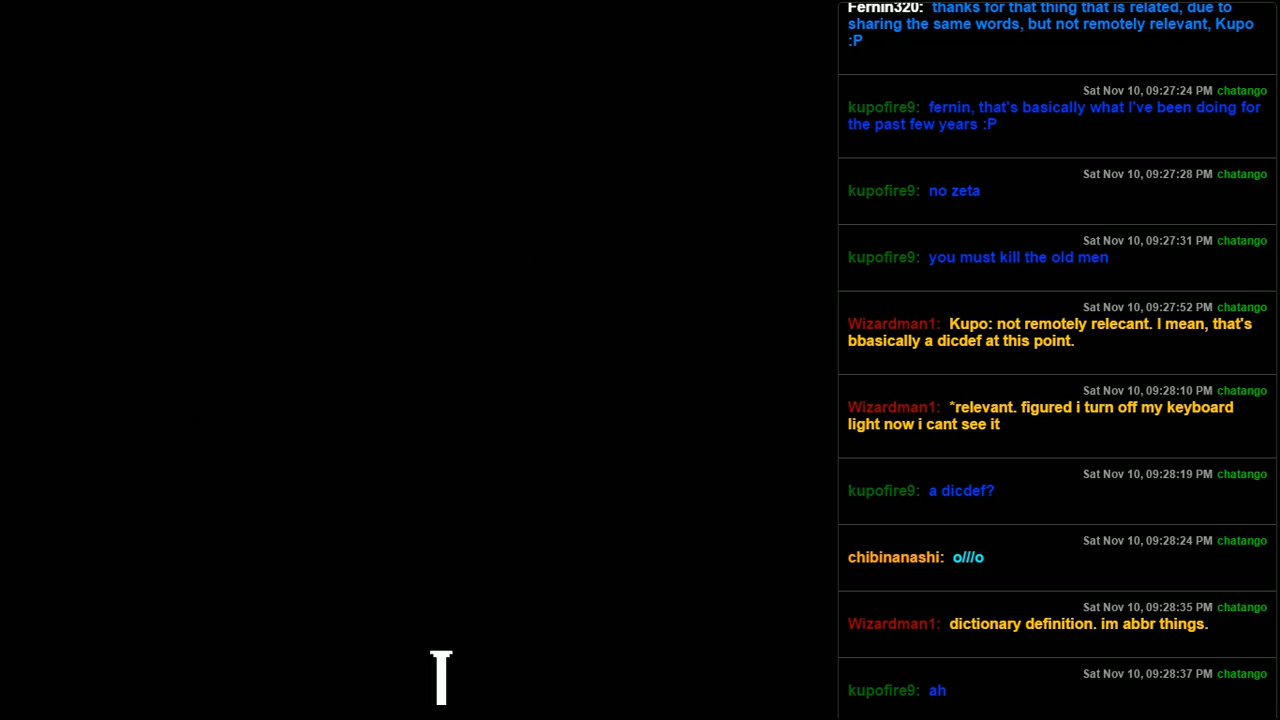 Fernin320: thanks for that thing that is related, due to
sharing the same words, but not remotely relevant, Kupo
:P
Sat Nov 10, 09:27:24 PM chatango
kupofire9: fernin, that's basically what I've been doing for
the past few years :P
Sat Nov 10, 09:27:28 PM chatango
kupofire9: no zeta
Sat Nov 10, 09:27:31 PM chatango
kupofire9: you must kill the old men
Sat Nov 10, 09:27:52 PM chatango
Wizardman1: Kupo: not remotely relecant. I mean, that's
bbasically a dicdef at this point.
Sat Nov 10, 09:28:10 PM chatango
Wizardman1: *relevant. figured i turn off my keyboard
light now i cant see it
Sat Nov 10, 09:28:19 PM chatango
kupofire9: a dicdef?
Sat Nov 10, 09:28:24 PM chatango
chibinanashi: o///o
Sat Nov 10, 09:28:35 PM chatango
Wizardman1: dictionary definition. im abbr things.
Sat Nov 10, 09:28:37 PM chatango
kupofire9: ah